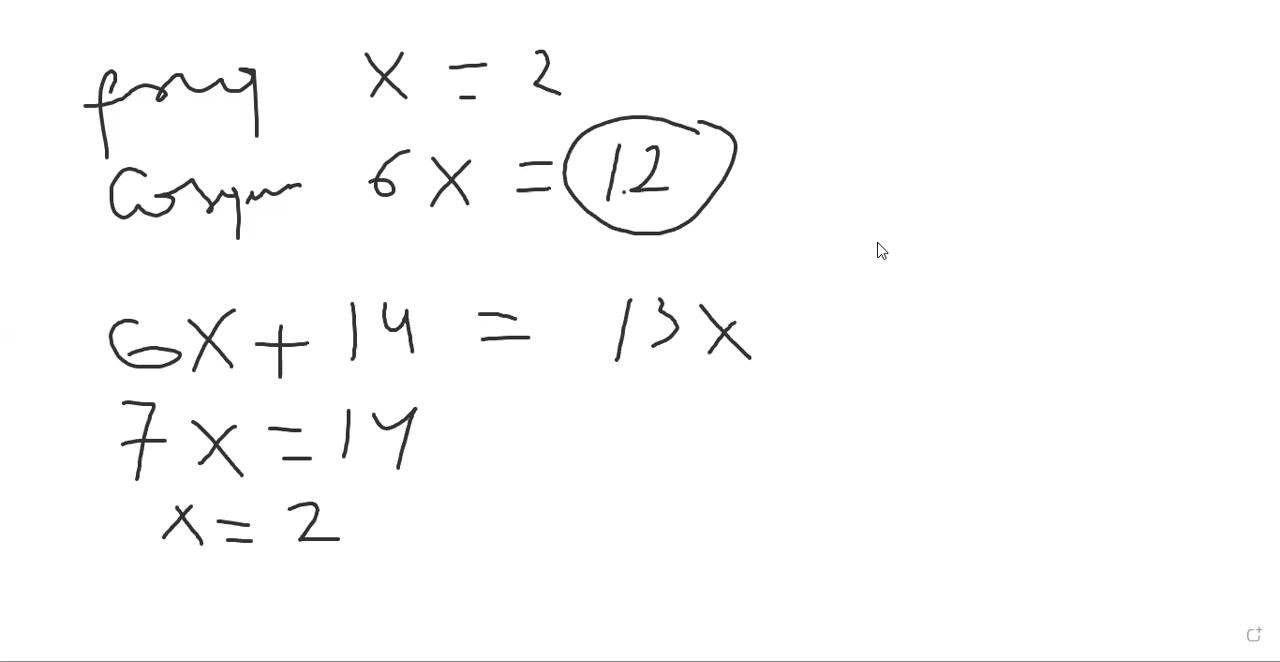 x = 2
6x = 12
6x + 14 = 13x
7x = 14
x = 2